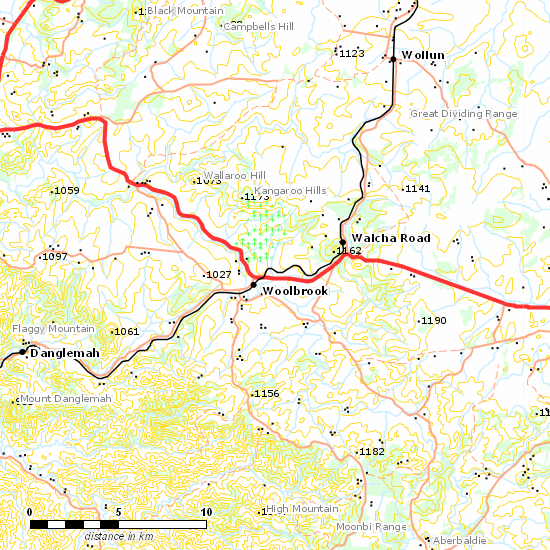 Black Mountain
Campbells Hill
1123
Wollun
Great Dividing Range
Wallaroo Hill
1073
Kangaroo Hills
1059
1173
1141
Walcha Road
1162
1097
1027
Woolbrook
Flaggy Mountain
1061
1190
Danglemah
Mount Danglemah
1156
1182
High Mountain
Moonbi Range
Aberbaldie
0
5
10
distance in km